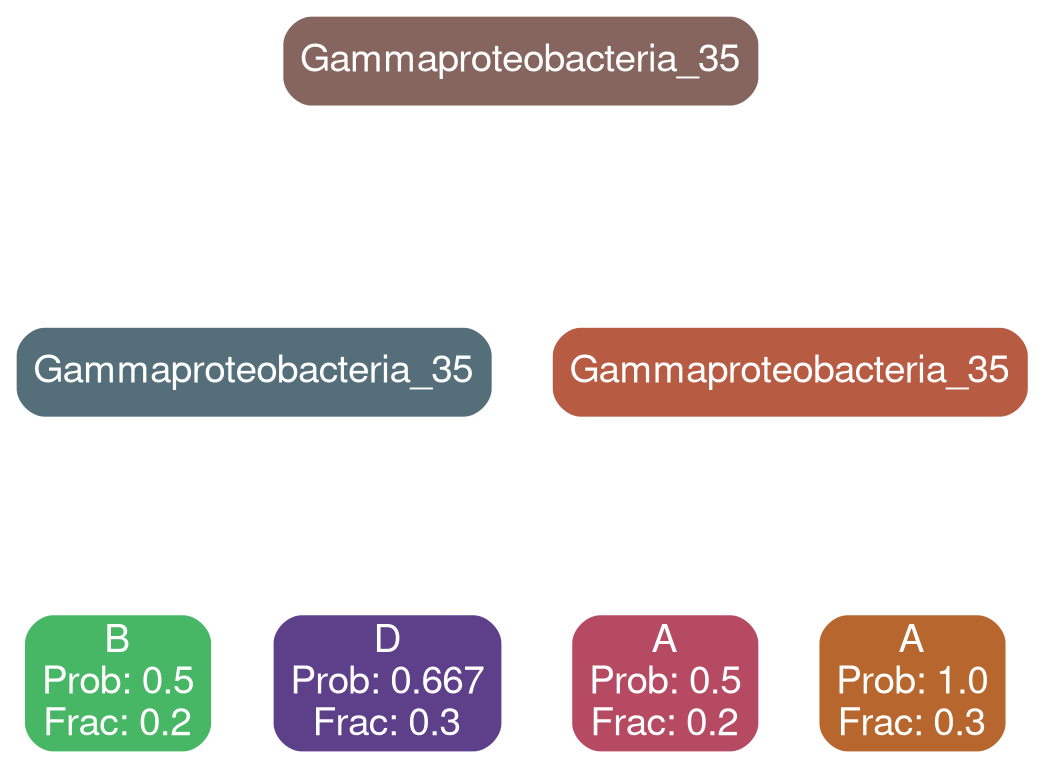 Gammaproteobacteria_35
Gammaproteobacteria_35
Gammaproteobacteria_35
B
Prob: 0.5
Frac: 0.2
D
Prob: 0.667
Frac: 0.3
A
Prob: 0.5
Frac: 0.2
A
Prob: 1.0
Frac: 0.3